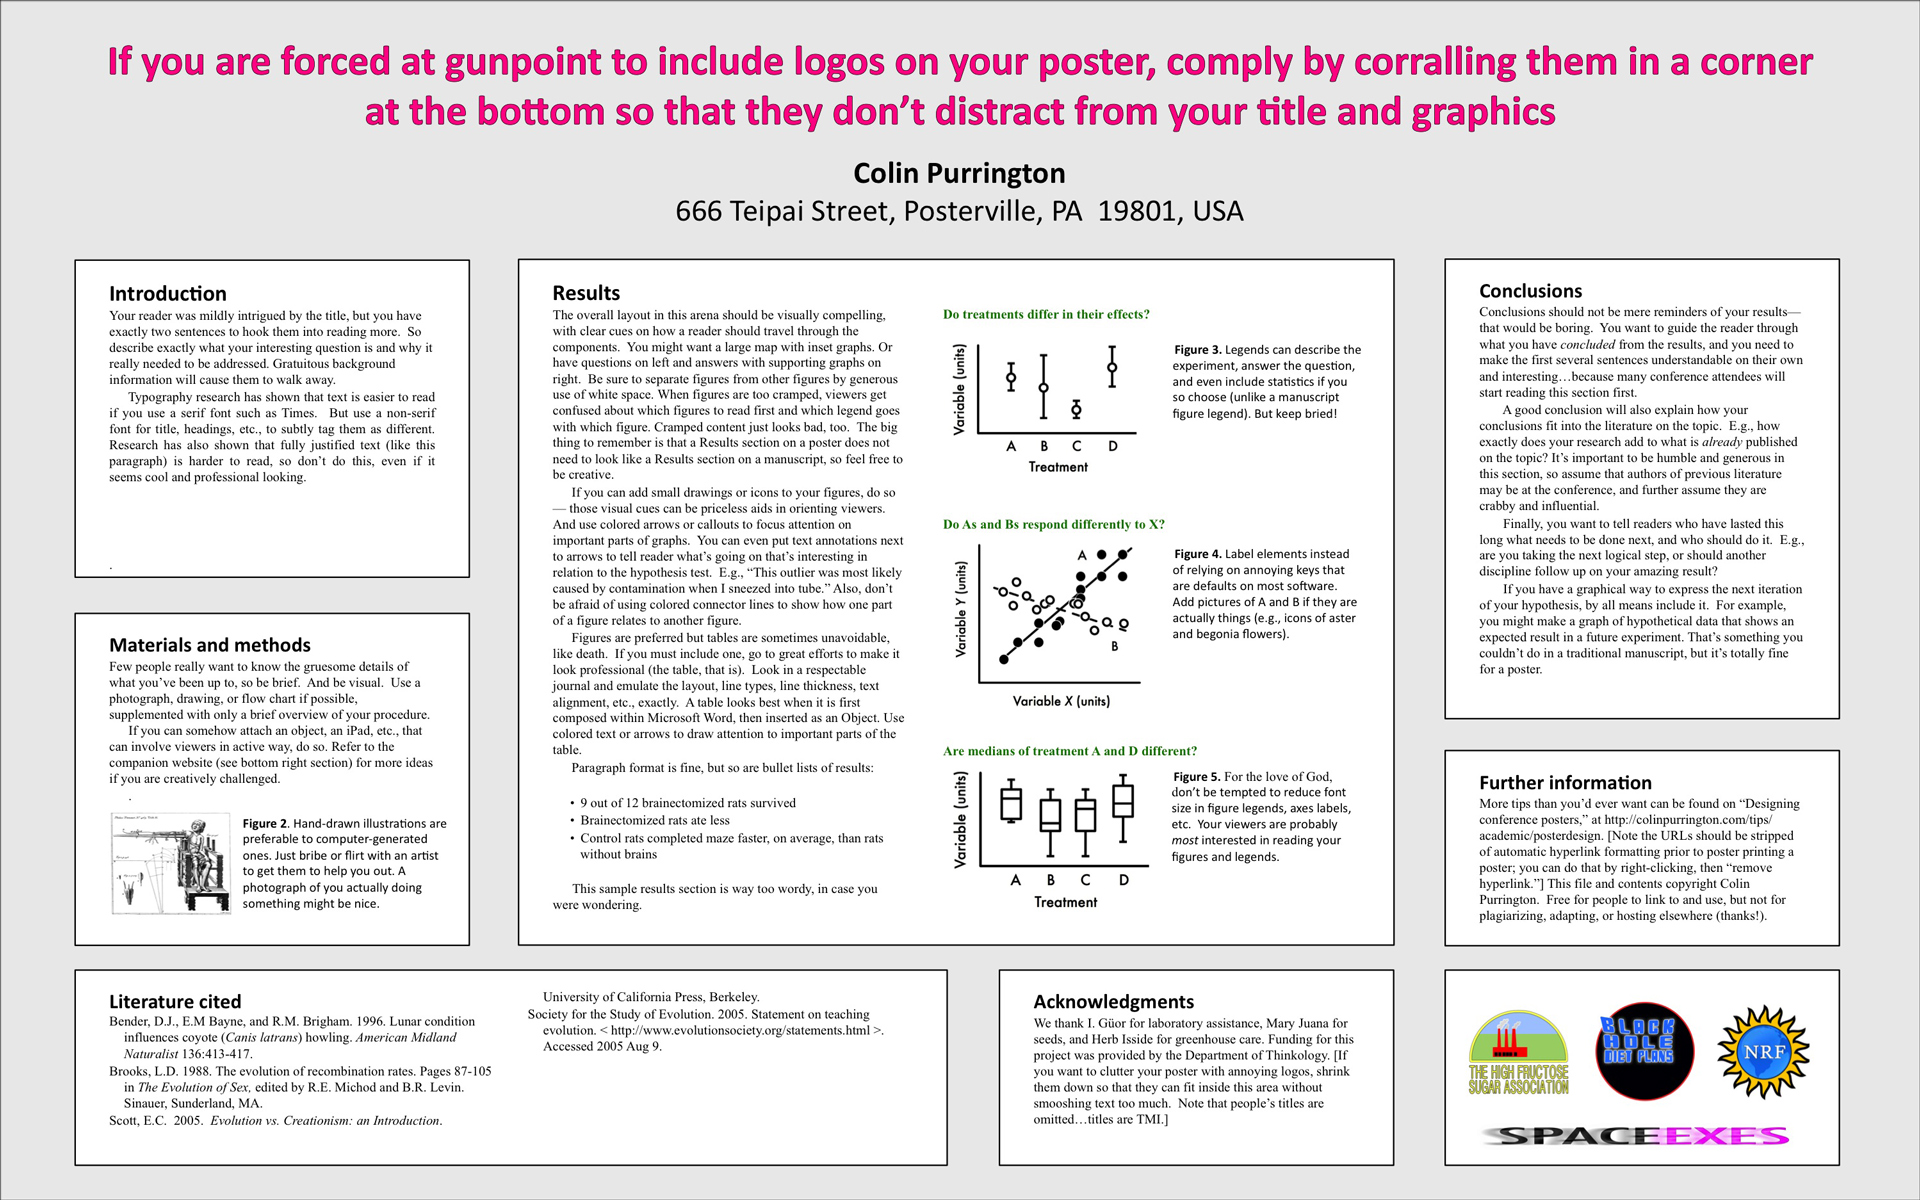 If you are forced at gunpoint to include logos on your poster, comply by corralling them in a corner
at the bottom so that they don’t distract from your title and graphics
Colin Purrington
666 Teipai Street, Posterville, PA 19801, USA
Introduction
Your reader was mildly intrigued by the title, but you have
exactly two sentences to hook them into reading more. So
describe exactly what your interesting question is and why it
really needed to be addressed. Gratuitous background
information will cause them to walk away.
Typography research has shown that text is easier to read
if you use a serif font such as Times. But use a non-serif
font for title, headings, etc., to subtly tag them as different.
Research has also shown that fully justified text (like this
paragraph) is harder to read, so don’t do this, even if it
seems cool and professional looking.
.
Materials and methods
Few people really want to know the gruesome details of
what you’ve been up to, so be brief. And be visual. Use a
photograph, drawing, or flow chart if possible,
supplemented with only a brief overview of your procedure.
If you can somehow attach an object, an iPad, etc., that
can involve viewers in active way, do so. Refer to the
companion website (see bottom right section) for more ideas
if you are creatively challenged.
.
Figure 2. Hand-drawn illustrations are
preferable to computer-generated
ones. Just bribe or flirt with an artist
to get them to help you out. A
photograph of you actually doing
something might be nice.
Results
The overall layout in this arena should be visually compelling,
with clear cues on how a reader should travel through the
components. You might want a large map with inset graphs. Or
have questions on left and answers with supporting graphs on
right. Be sure to separate figures from other figures by generous
use of white space. When figures are too cramped, viewers get
confused about which figures to read first and which legend goes
with which figure. Cramped content just looks bad, too. The big
thing to remember is that a Results section on a poster does not
need to look like a Results section on a manuscript, so feel free to
be creative.
If you can add small drawings or icons to your figures, do so
— those visual cues can be priceless aids in orienting viewers.
And use colored arrows or callouts to focus attention on
important parts of graphs. You can even put text annotations next
to arrows to tell reader what’s going on that’s interesting in
relation to the hypothesis test. E.g., “This outlier was most likely
caused by contamination when I sneezed into tube.” Also, don’t
be afraid of using colored connector lines to show how one part
of a figure relates to another figure.
Figures are preferred but tables are sometimes unavoidable,
like death. If you must include one, go to great efforts to make it
look professional (the table, that is). Look in a respectable
journal and emulate the layout, line types, line thickness, text
alignment, etc., exactly. A table looks best when it is first
composed within Microsoft Word, then inserted as an Object. Use
colored text or arrows to draw attention to important parts of the
table.
Paragraph format is fine, but so are bullet lists of results:
• 9 out of 12 brainectomized rats survived
• Brainectomized rats ate less
• Control rats completed maze faster, on average, than rats
without brains
This sample results section is way too wordy, in case you
were wondering.
Do treatments differ in their effects?
Variable (units)
A B C D
Treatment
Figure 3. Legends can describe the
experiment, answer the question,
and even include statistics if you
so choose (unlike a manuscript
figure legend). But keep bried!
Do As and Bs respond differently to X?
Variable Y (units)
A
B
Variable X (units)
Figure 4. Label elements instead
of relying on annoying keys that
are defaults on most software.
Add pictures of A and B if they are
actually things (e.g., icons of aster
and begonia flowers).
Are medians of treatment A and D different?
Variable (units)
A B C D
Treatment
Figure 5. For the love of God,
don’t be tempted to reduce font
size in figure legends, axes labels,
etc. Your viewers are probably
most interested in reading your
figures and legends.
Conclusions
Conclusions should not be mere reminders of your results—
that would be boring. You want to guide the reader through
what you have concluded from the results, and you need to
make the first several sentences understandable on their own
and interesting…because many conference attendees will
start reading this section first.
A good conclusion will also explain how your
conclusions fit into the literature on the topic. E.g., how
exactly does your research add to what is already published
on the topic? It’s important to be humble and generous in
this section, so assume that authors of previous literature
may be at the conference, and further assume they are
crabby and influential.
Finally, you want to tell readers who have lasted this
long what needs to be done next, and who should do it. E.g.,
are you taking the next logical step, or should another
discipline follow up on your amazing result?
If you have a graphical way to express the next iteration
of your hypothesis, by all means include it. For example,
you might make a graph of hypothetical data that shows an
expected result in a future experiment. That’s something you
couldn’t do in a traditional manuscript, but it’s totally fine
for a poster.
Further information
More tips than you’d ever want can be found on “Designing
conference posters,” at http://colinpurrington.com/tips/
academic/posterdesign. [Note the URLs should be stripped
of automatic hyperlink formatting prior to poster printing a
poster; you can do that by right-clicking, then “remove
hyperlink.”] This file and contents copyright Colin
Purrington. Free for people to link to and use, but not for
plagiarizing, adapting, or hosting elsewhere (thanks!).
Literature cited
Bender, D.J., E.M Bayne, and R.M. Brigham. 1996. Lunar condition
influences coyote (Canis latrans) howling. American Midland
Naturalist 136:413-417.
Brooks, L.D. 1988. The evolution of recombination rates. Pages 87-105
in The Evolution of Sex, edited by R.E. Michod and B.R. Levin.
Sinauer, Sunderland, MA.
Scott, E.C. 2005. Evolution vs. Creationism: an Introduction.
University of California Press, Berkeley.
Society for the Study of Evolution. 2005. Statement on teaching
evolution. < http://www.evolutionsociety.org/statements.html >.
Accessed 2005 Aug 9.
Acknowledgments
We thank I. Güor for laboratory assistance, Mary Juana for
seeds, and Herb Isside for greenhouse care. Funding for this
project was provided by the Department of Thinkology. [If
you want to clutter your poster with annoying logos, shrink
them down so that they can fit inside this area without
smooshing text too much. Note that people’s titles are
omitted…titles are TMI.]
THE HIGH FRUCTOSE
SUGAR ASSOCIATION
BLACK
HOLE
DIET PLANS
NRF
SPACEEXES